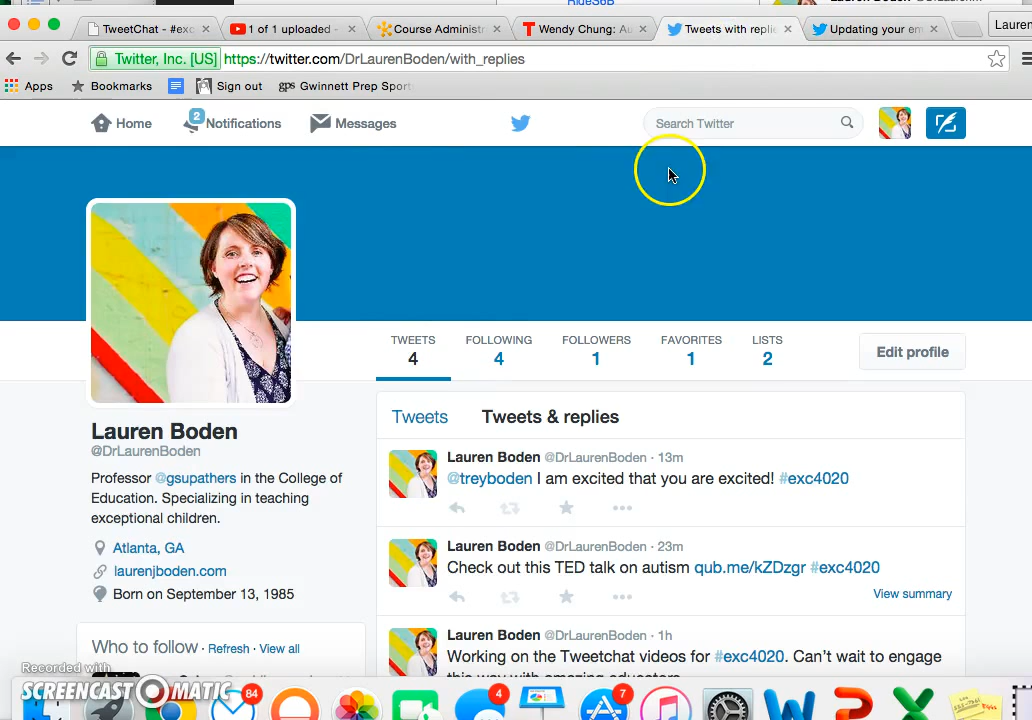 RideS6B
TweetChat - #exc
1 of 1 uploaded -
Course Administr
Wendy Chung: Au
Tweets with replie
Updating your em
Lauren
Twitter, Inc. [US] https://twitter.com/DrLaurenBoden/with_replies
Apps Bookmarks Sign out gps Gwinnett Prep Sport
Home 2 Notifications Messages Search Twitter
TWEETS FOLLOWING FOLLOWERS FAVORITES LISTS
4 4 1 1 2
Edit profile
Tweets Tweets & replies
Lauren Boden
@DrLaurenBoden
Professor @gsupathers in the College of
Education. Specializing in teaching
exceptional children.
Atlanta, GA
laurenjboden.com
Born on September 13, 1985
Who to follow · Refresh · View all
Lauren Boden @DrLaurenBoden · 13m
@treyboden I am excited that you are excited! #exc4020
Lauren Boden @DrLaurenBoden · 23m
Check out this TED talk on autism qub.me/kZDzgr #exc4020
View summary
Lauren Boden @DrLaurenBoden · 1h
Working on the Tweetchat videos for #exc4020. Can't wait to engage
Recorded with
SCREENCAST MATIC
84 4 7